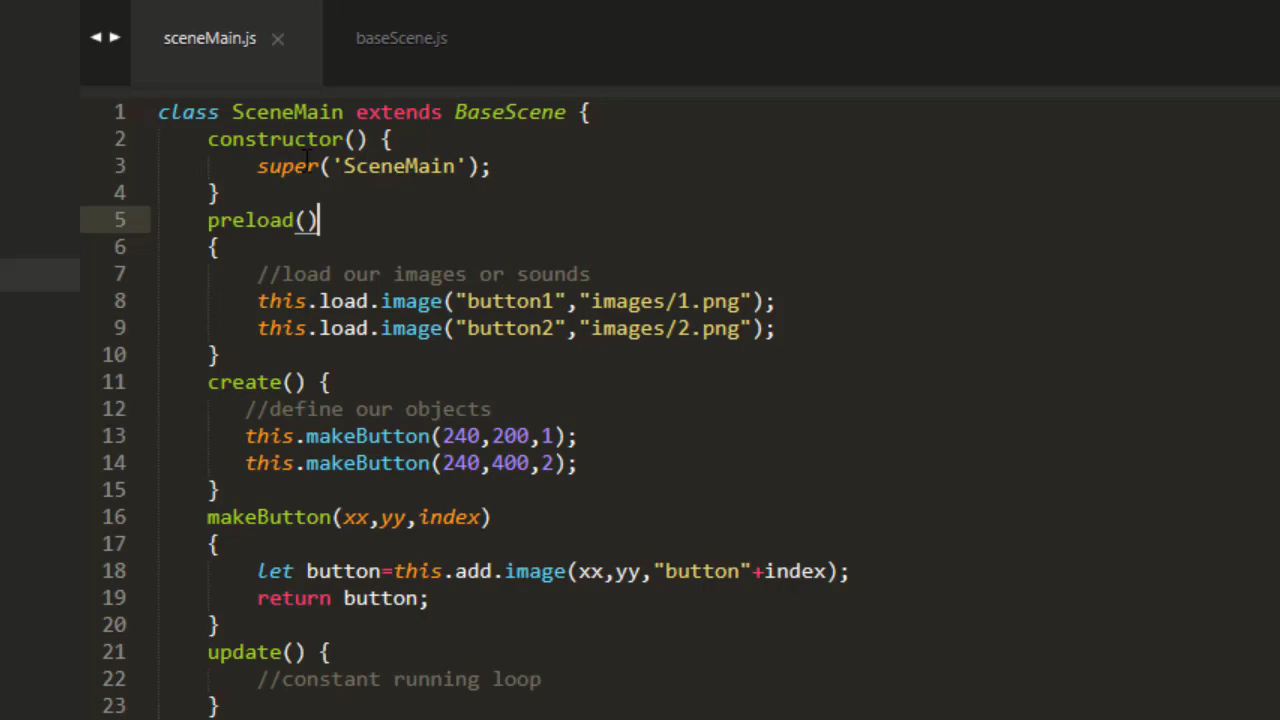 sceneMain.js × baseScene.js
1 class SceneMain extends BaseScene {
2 constructor() {
3 super('SceneMain');
4 }
5 preload()
6 {
7 //load our images or sounds
8 this.load.image("button1","images/1.png");
9 this.load.image("button2","images/2.png");
10 }
11 create() {
12 //define our objects
13 this.makeButton(240,200,1);
14 this.makeButton(240,400,2);
15 }
16 makeButton(xx,yy,index)
17 {
18 let button=this.add.image(xx,yy,"button"+index);
19 return button;
20 }
21 update() {
22 //constant running loop
23 }